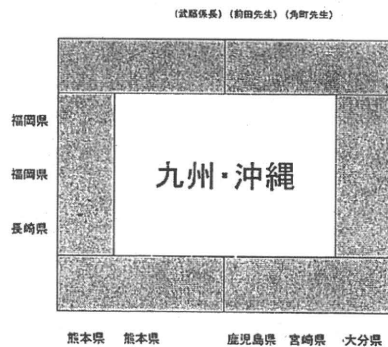 (武脇係長)(前田先生)(角町先生)
福岡県
福岡県
九州・沖縄
長崎県
熊本県 熊本県 鹿児島県 宮崎県 ・大分県